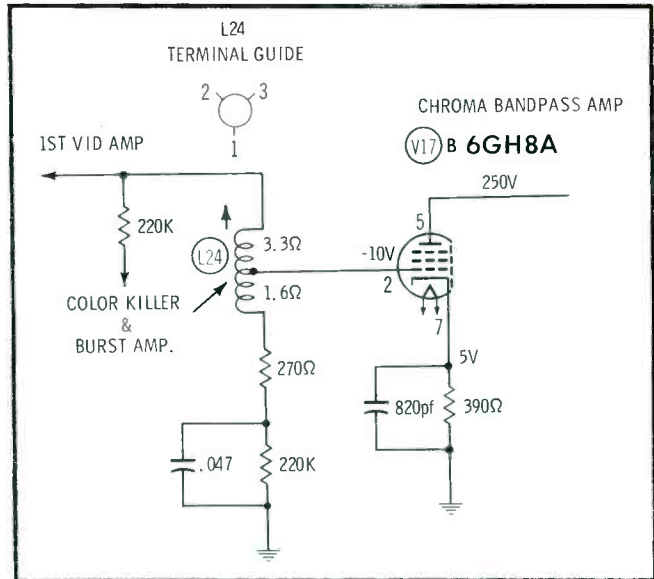 L24
TERMINAL GUIDE
2 3
1
CHROMA BANDPASS AMP
V17 B 6GH8A
1ST VID AMP
250V
5
220K
L24
3.3Ω
-10V
2
1.6Ω
COLOR KILLER
&
BURST AMP.
7
5V
270Ω
820pf
390Ω
.047
220K